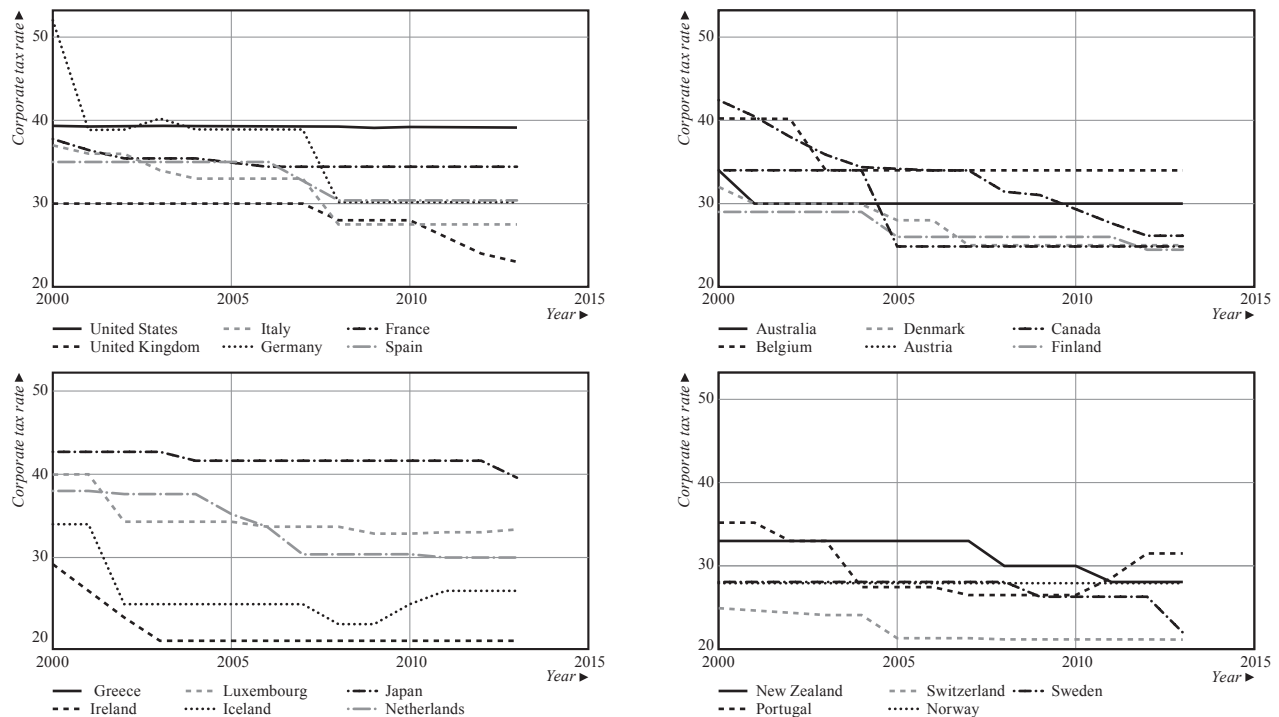 Corporate tax rate ▲
50
40
30
20
2000 2005 2010 2015
Year ▶
United States Italy France
United Kingdom Germany Spain
Corporate tax rate ▲
50
40
30
20
2000 2005 2010 2015
Year ▶
Australia Denmark Canada
Belgium Austria Finland
Corporate tax rate ▲
50
40
30
20
2000 2005 2010 2015
Year ▶
Greece Luxembourg Japan
Ireland Iceland Netherlands
Corporate tax rate ▲
50
40
30
20
2000 2005 2010 2015
Year ▶
New Zealand Switzerland Sweden
Portugal Norway